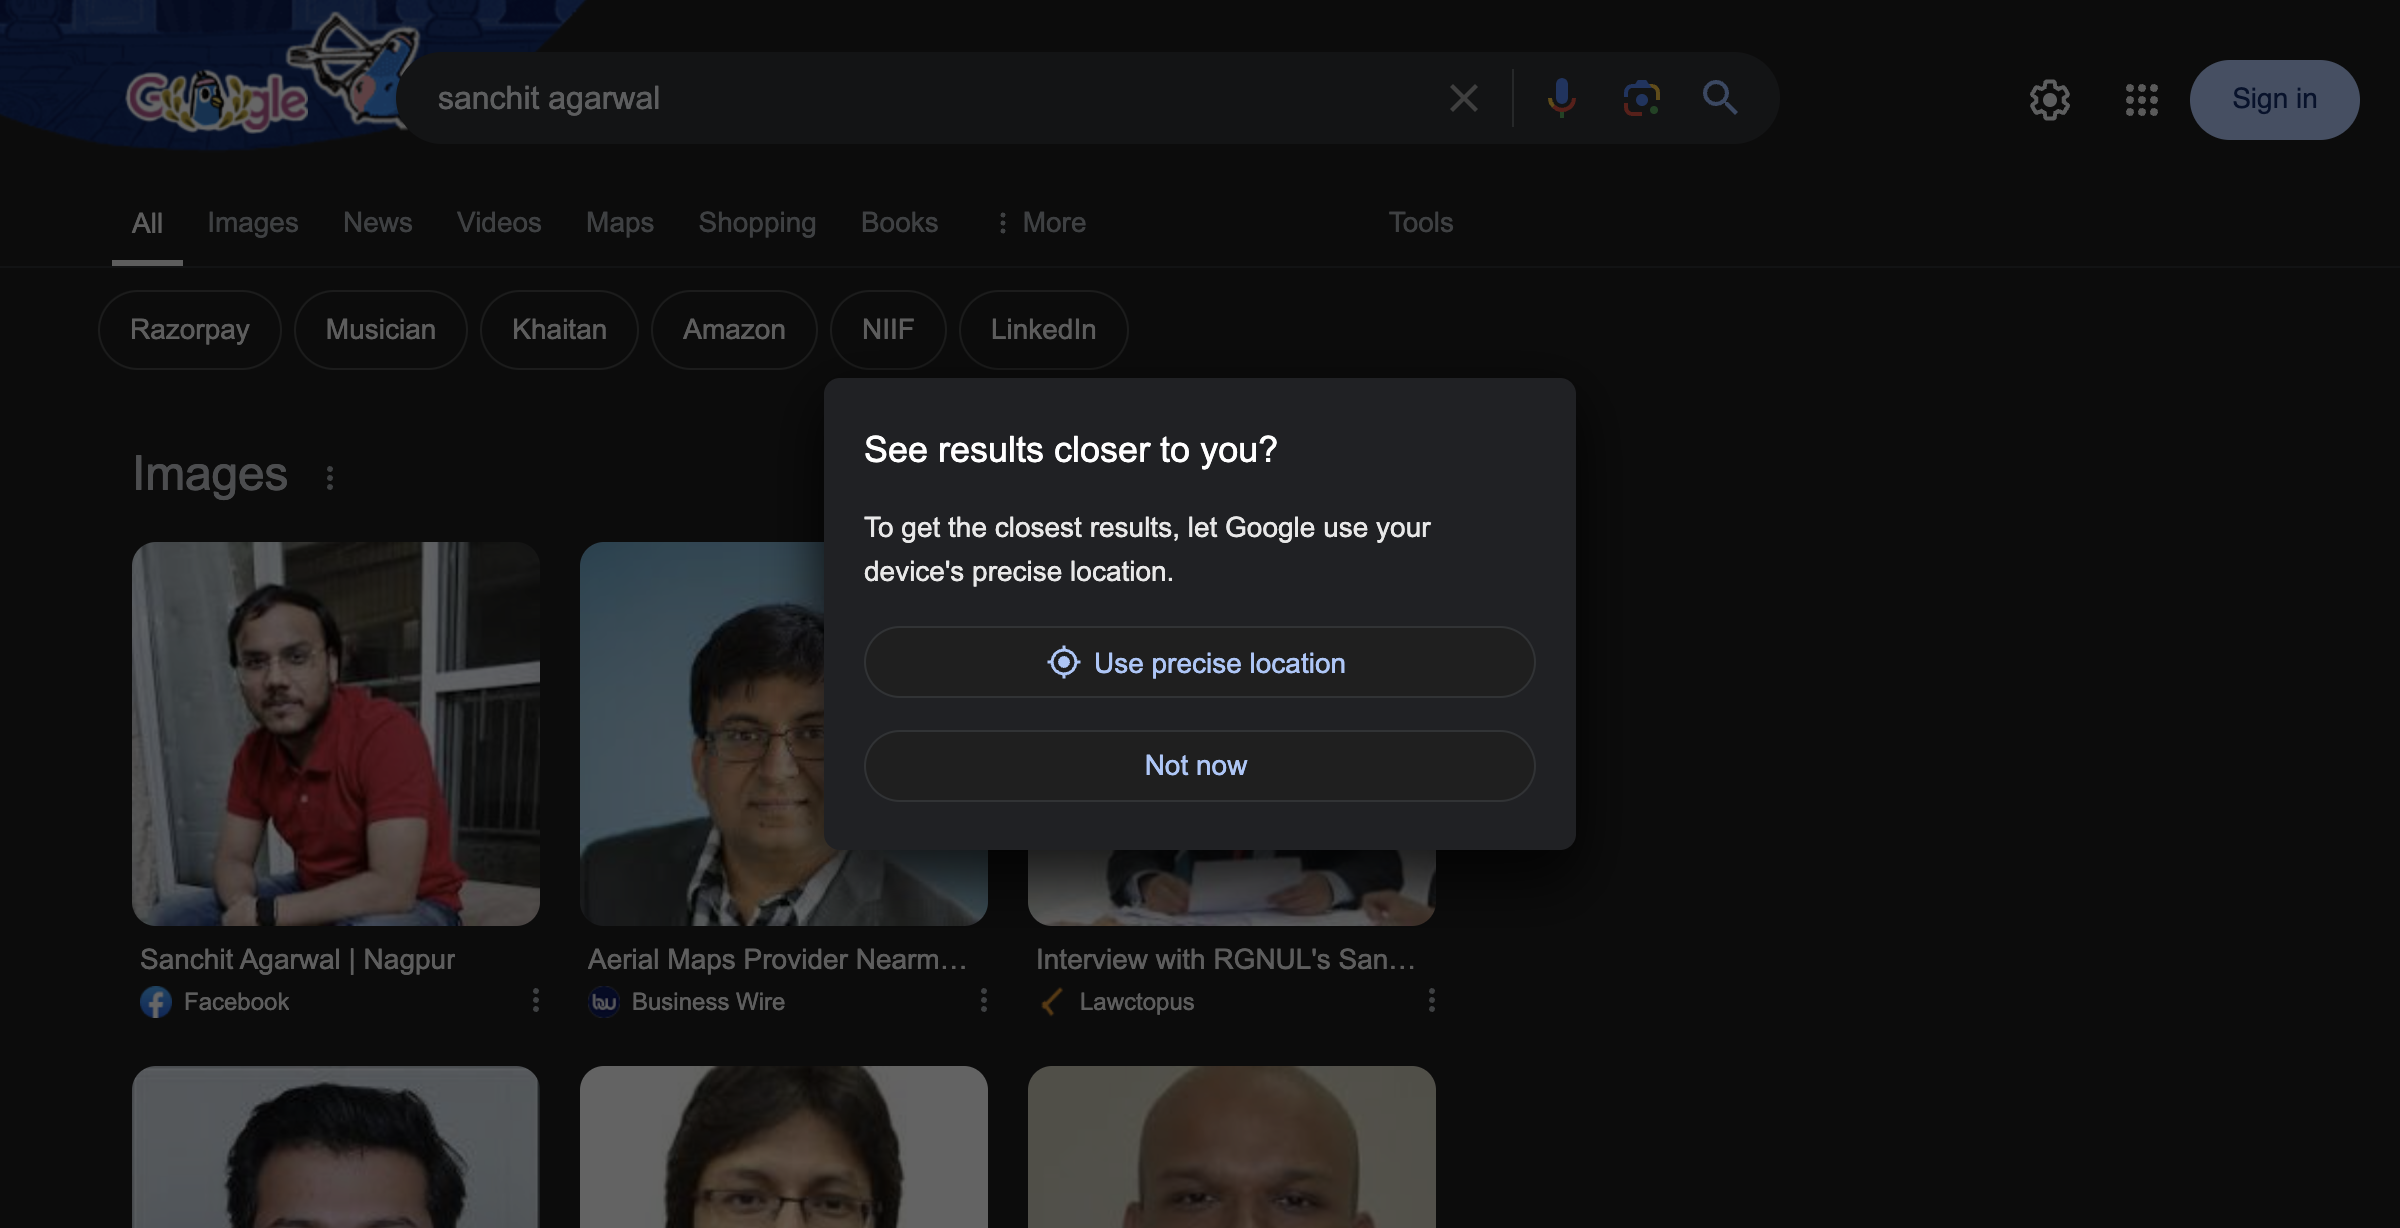 Google
sanchit agarwal
Sign in
All
Images
News
Videos
Maps
Shopping
Books
More
Tools
Razorpay
Musician
Khaitan
Amazon
NIIF
LinkedIn
See results closer to you?
To get the closest results, let Google use your
device's precise location.
Use precise location
Not now
Images
Sanchit Agarwal | Nagpur
Facebook
Aerial Maps Provider Nearm...
bw
Business Wire
Interview with RGNUL's San...
Lawctopus